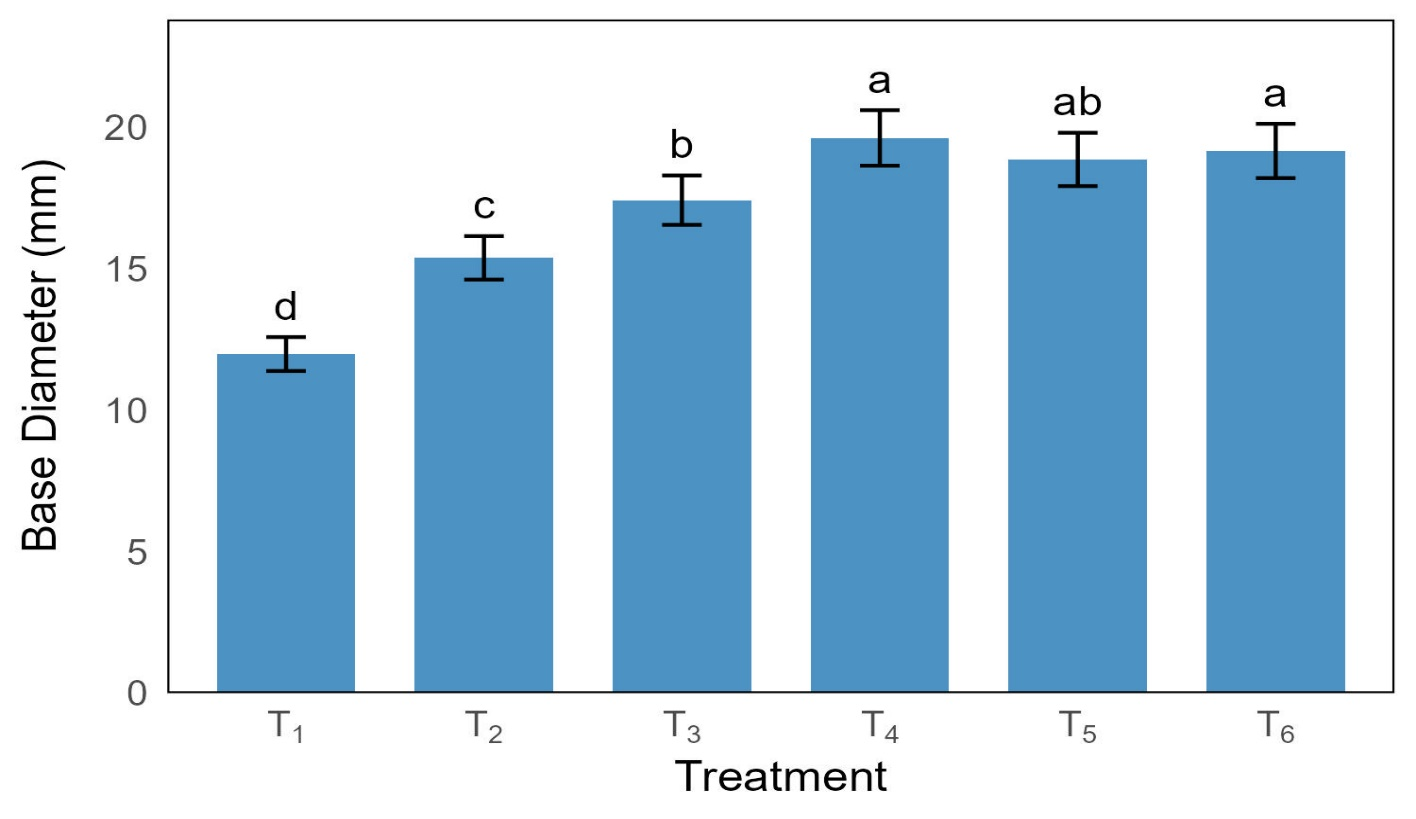 Base Diameter (mm)
20
15
10
5
0
d
c
b
a
ab
a
T₁ T₂ T₃ T₄ T₅ T₆
Treatment